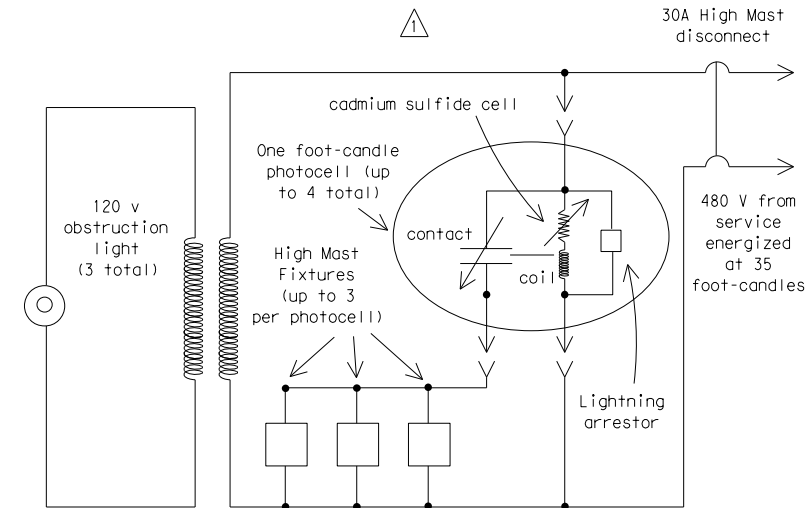 1
30A High Mast
disconnect
cadmium sulfide cell
One foot-candle
photocell (up
to 4 total)
120 v
obstruction
light
(3 total)
contact
coil
480 V from
service
energized
at 35
foot-candles
High Mast
Fixtures
(up to 3
per photocell)
Lightning
arrestor